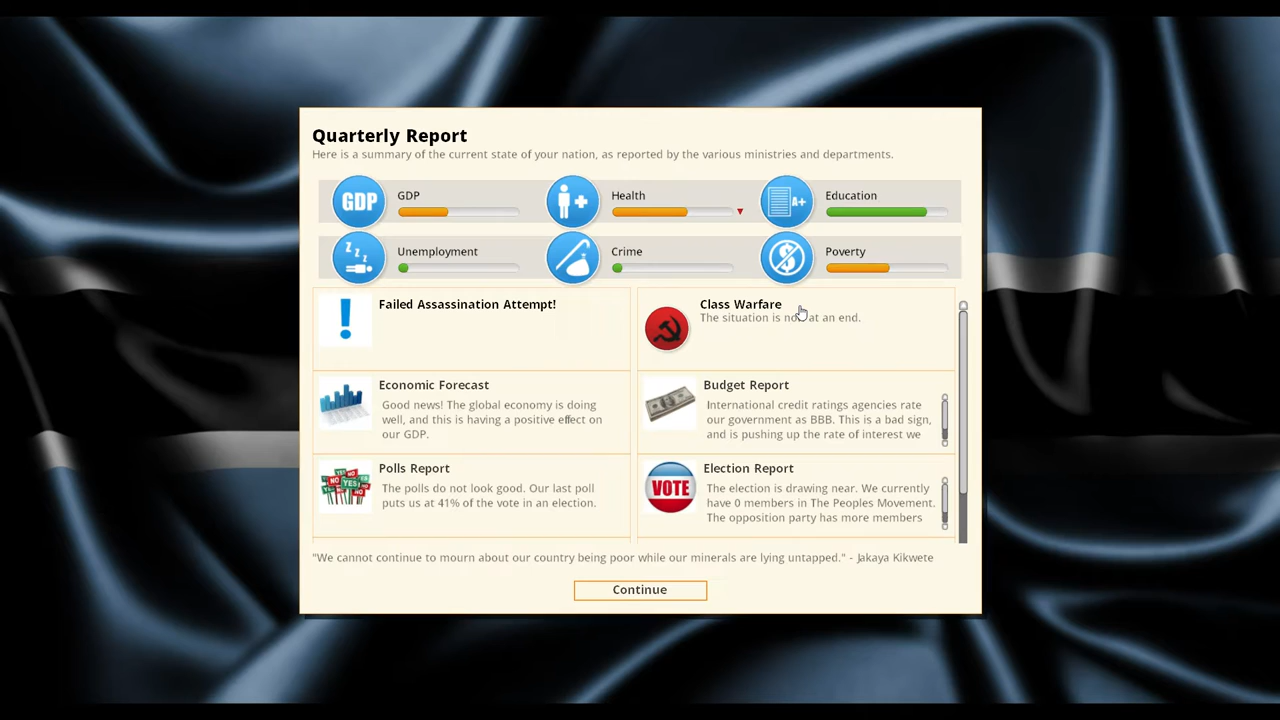 Quarterly Report
Here is a summary of the current state of your nation, as reported by the various ministries and departments.
GDP
GDP
Health
A+
Education
Z Z Z
Unemployment
Crime
$
Poverty
!
Failed Assassination Attempt!
Class Warfare
The situation is at an end.
Economic Forecast
Good news! The global economy is doing
well, and this is having a positive effect on
our GDP.
Budget Report
International credit ratings agencies rate
our government as BBB. This is a bad sign,
and is pushing up the rate of interest we
NO YES! NO
Polls Report
The polls do not look good. Our last poll
puts us at 41% of the vote in an election.
VOTE
Election Report
The election is drawing near. We currently
have 0 members in The Peoples Movement.
The opposition party has more members
"We cannot continue to mourn about our country being poor while our minerals are lying untapped." - Jakaya Kikwete
Continue